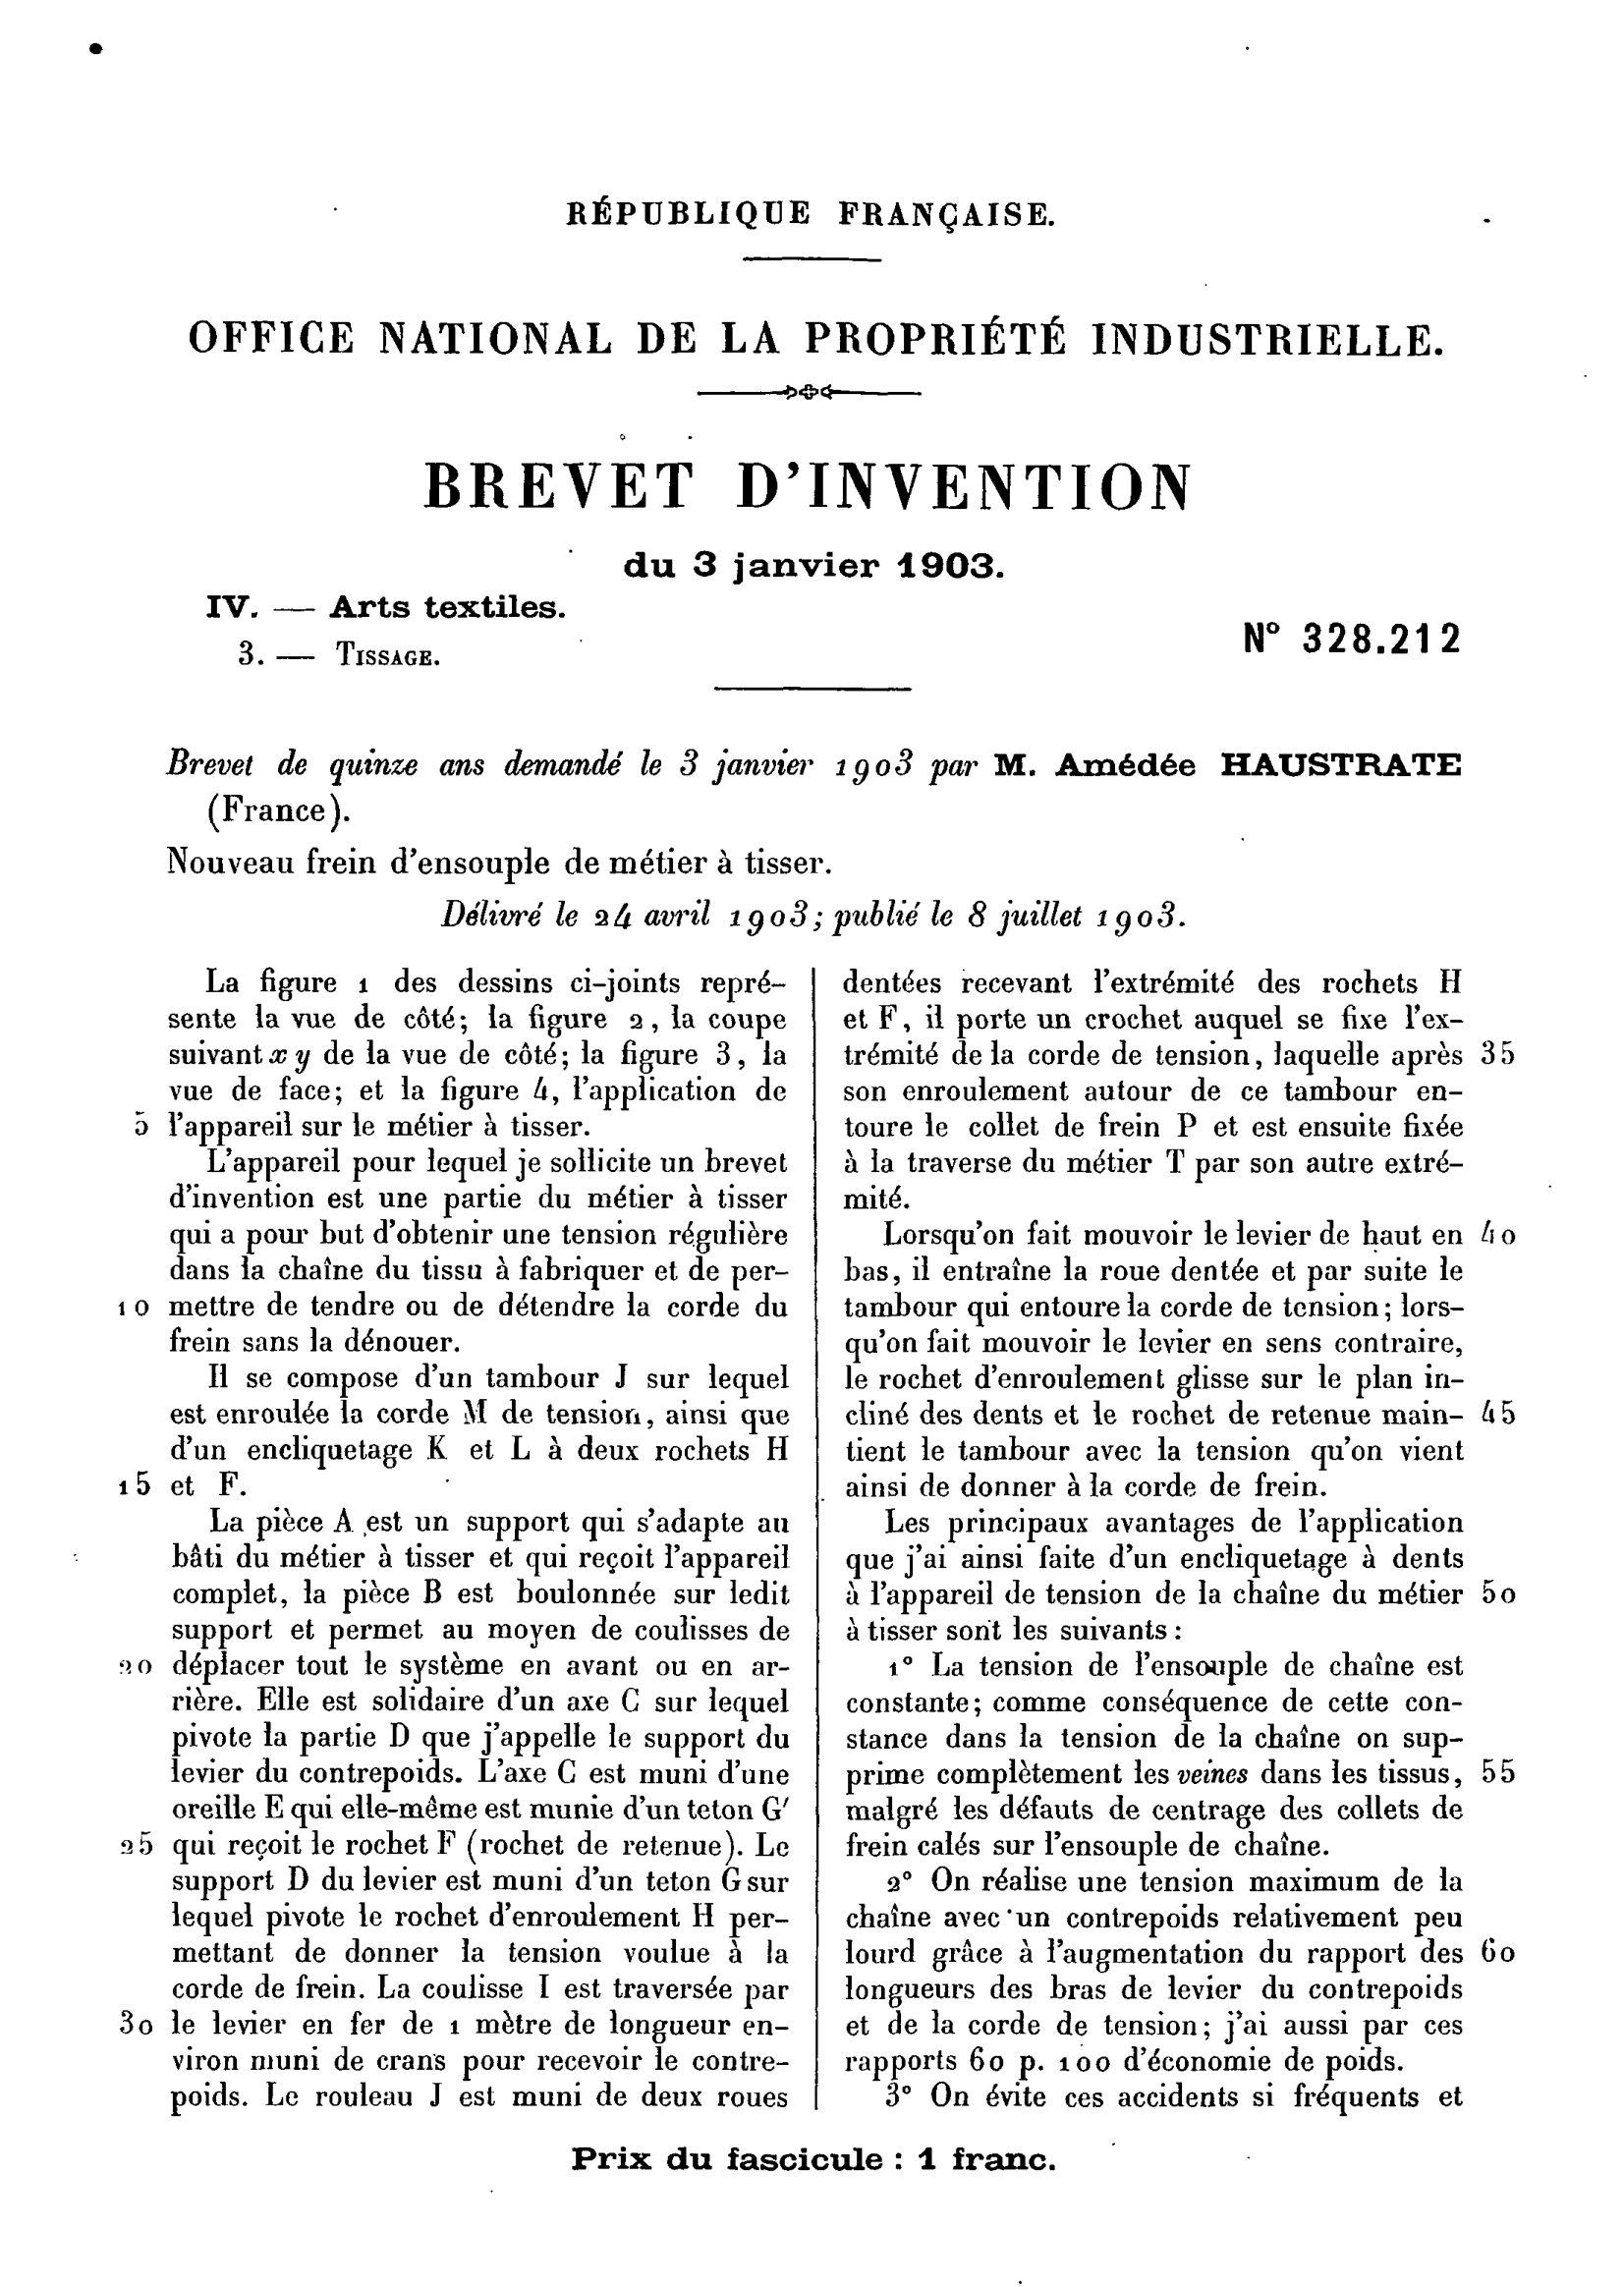 RÉPUBLIQUE FRANÇAISE.
OFFICE NATIONAL DE LA PROPRIÉTÉ INDUSTRIELLE.
BREVET D'INVENTION
du 3 janvier 1903.
IV. — Arts textiles.
3. — TISSAGE.
N° 328.212
Brevet de quinze ans demandé le 3 janvier 1903 par M. Amédée HAUSTRATE
(France).
Nouveau frein d'ensouple de métier à tisser.
Délivré le 24 avril 1903; publié le 8 juillet 1903.
La figure 1 des dessins ci-joints repré-
sente la vue de côté; la figure 2, la coupe
suivant x y de la vue de côté; la figure 3, la
vue de face; et la figure 4, l'application de
5 l'appareil sur le métier à tisser.
L'appareil pour lequel je sollicite un brevet
d'invention est une partie du métier à tisser
qui a pour but d'obtenir une tension régulière
dans la chaîne du tissu à fabriquer et de per-
10 mettre de tendre ou de détendre la corde du
frein sans la dénouer.
Il se compose d'un tambour J sur lequel
est enroulée la corde M de tension, ainsi que
d'un encliquetage K et L à deux rochets H
15 et F.
La pièce A est un support qui s'adapte au
bâti du métier à tisser et qui reçoit l'appareil
complet, la pièce B est boulonnée sur ledit
support et permet au moyen de coulisses de
20 déplacer tout le système en avant ou en ar-
rière. Elle est solidaire d'un axe C sur lequel
pivote la partie D que j'appelle le support du
levier du contrepoids. L'axe C est muni d'une
oreille E qui elle-même est munie d'un teton G'
25 qui reçoit le rochet F (rochet de retenue). Le
support D du levier est muni d'un teton G sur
lequel pivote le rochet d'enroulement H per-
mettant de donner la tension voulue à la
corde de frein. La coulisse I est traversée par
30 le levier en fer de 1 mètre de longueur en-
viron muni de crans pour recevoir le contre-
poids. Le rouleau J est muni de deux roues
dentées recevant l'extrémité des rochets H
et F, il porte un crochet auquel se fixe l'ex-
trémité de la corde de tension, laquelle après 35
son enroulement autour de ce tambour en-
toure le collet de frein P et est ensuite fixée
à la traverse du métier T par son autre extré-
mité.
Lorsqu'on fait mouvoir le levier de haut en 40
bas, il entraîne la roue dentée et par suite le
tambour qui entoure la corde de tension; lors-
qu'on fait mouvoir le levier en sens contraire,
le rochet d'enroulement glisse sur le plan in-
cliné des dents et le rochet de retenue main- 45
tient le tambour avec la tension qu'on vient
ainsi de donner à la corde de frein.
Les principaux avantages de l'application
que j'ai ainsi faite d'un encliquetage à dents
à l'appareil de tension de la chaîne du métier 50
à tisser sont les suivants :
1° La tension de l'ensouple de chaîne est
constante; comme conséquence de cette con-
stance dans la tension de la chaîne on sup-
prime complètement les veines dans les tissus, 55
malgré les défauts de centrage des collets de
frein calés sur l'ensouple de chaîne.
2° On réalise une tension maximum de la
chaîne avec un contrepoids relativement peu
lourd grâce à l'augmentation du rapport des 60
longueurs des bras de levier du contrepoids
et de la corde de tension; j'ai aussi par ces
rapports 60 p. 100 d'économie de poids.
3° On évite ces accidents si fréquents et
Prix du fascicule : 1 franc.